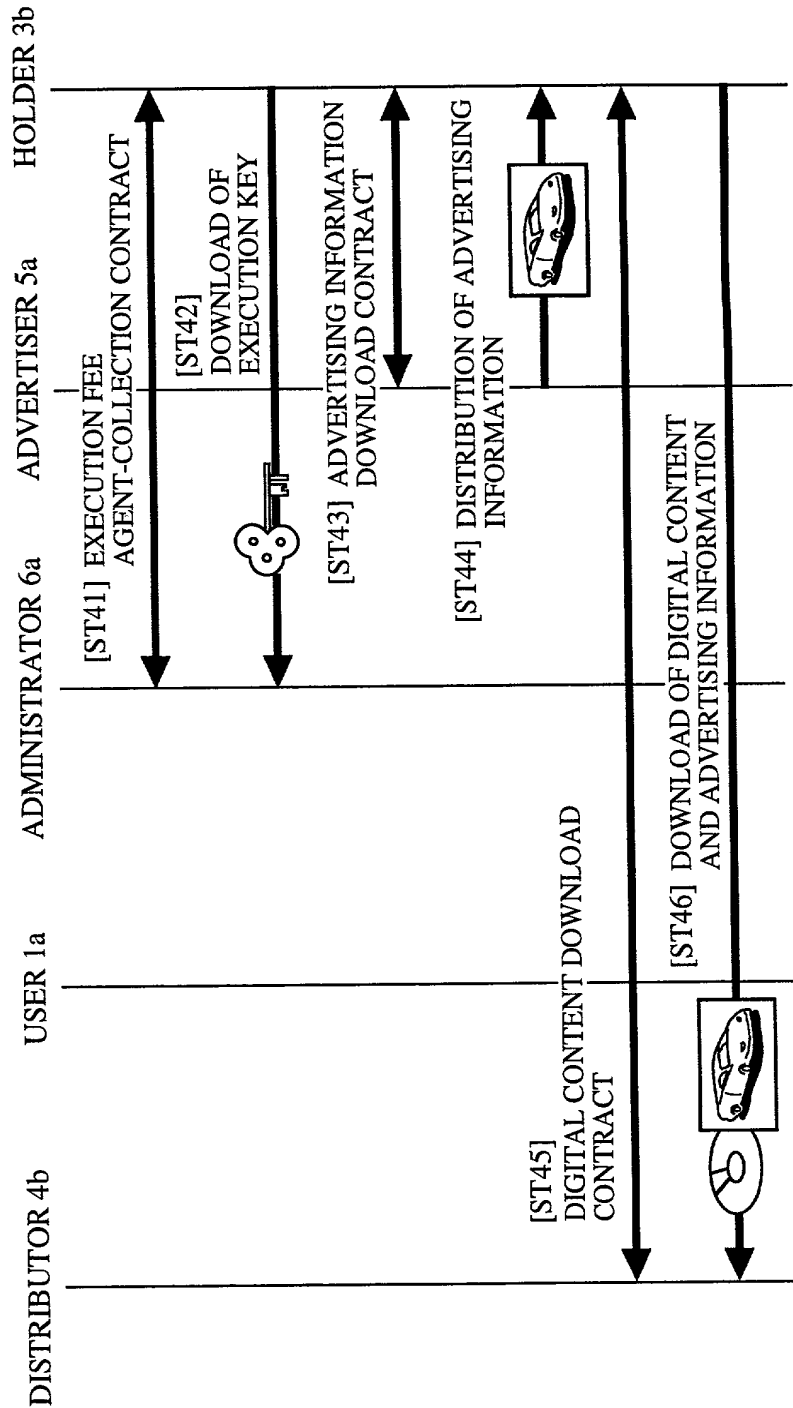 DISTRIBUTOR 4b
USER 1a
ADMINISTRATOR 6a
ADVERTISER 5a
HOLDER 3b
[ST41] EXECUTION FEE
AGENT-COLLECTION CONTRACT
[ST42]
DOWNLOAD OF
EXECUTION KEY
[ST43] ADVERTISING INFORMATION
DOWNLOAD CONTRACT
[ST44] DISTRIBUTION OF ADVERTISING
INFORMATION
[ST45]
DIGITAL CONTENT DOWNLOAD
CONTRACT
[ST46] DOWNLOAD OF DIGITAL CONTENT
AND ADVERTISING INFORMATION